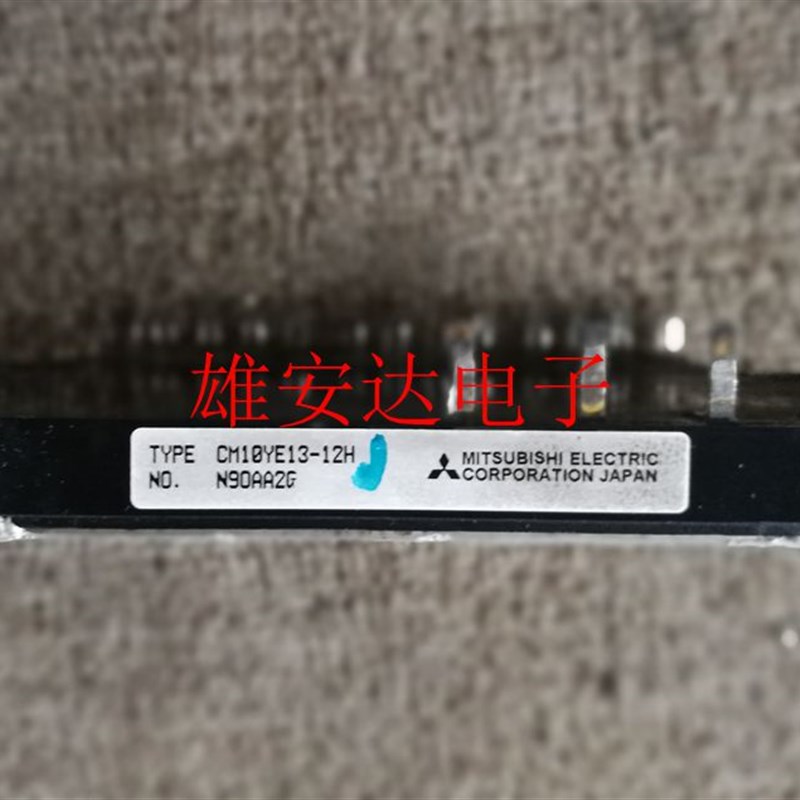 雄安达电子
TYPE CM10YE13-12H
NO. N90AA2G
MITSUBISHI ELECTRIC
CORPORATION JAPAN